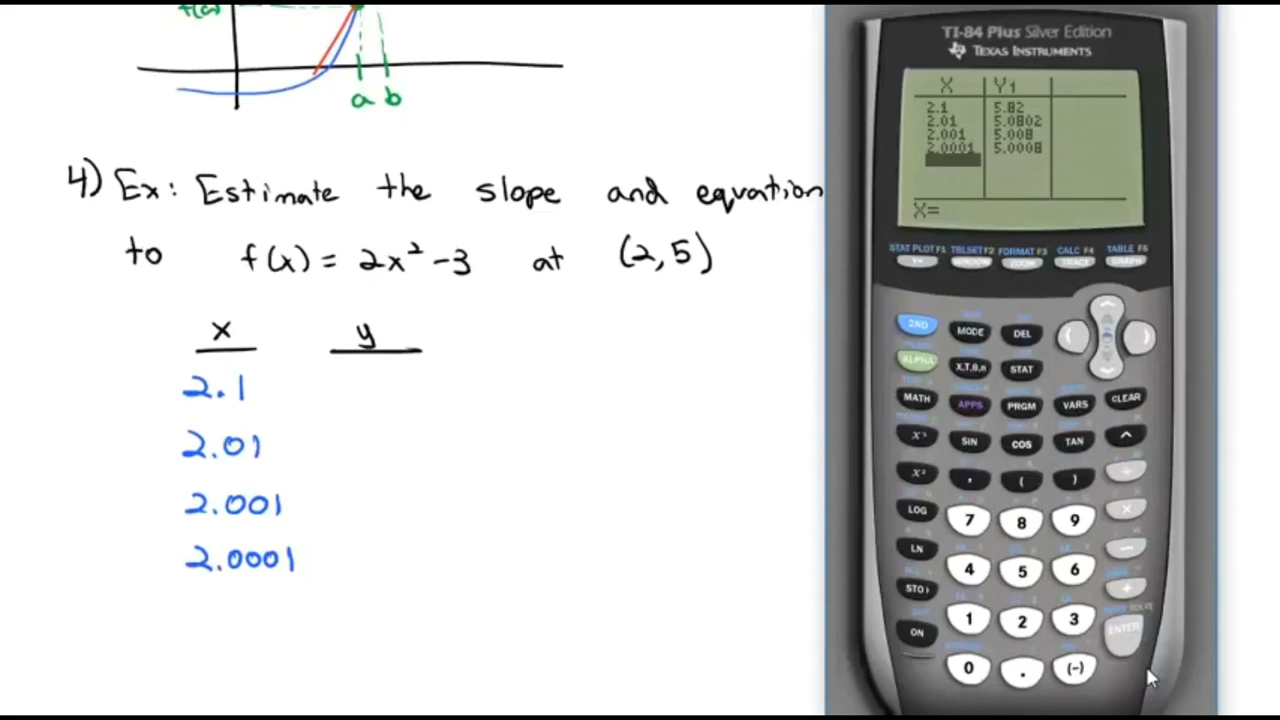 f(a)
a b
4) Ex: Estimate the slope and equation
to f(x) = 2x² - 3 at (2, 5)
x y
2.1
2.01
2.001
2.0001
TI-84 Plus Silver Edition
TEXAS INSTRUMENTS
X Y1
2.1 5.82
2.01 5.0802
2.001 5.008
2.0001 5.0008
X=
STAT PLOT F1 TBLSET F2 FORMAT F3 CALC F4 TABLE F5
Y= WINDOW ZOOM TRACE GRAPH
2ND MODE DEL
ALPHA X,T,θ,n STAT
MATH APPS PRGM VARS CLEAR
SIN COS TAN ^
x² , ( ) ÷
LOG 7 8 9 ×
LN 4 5 6 −
STO› 1 2 3 +
ON 0 . (-) ENTER